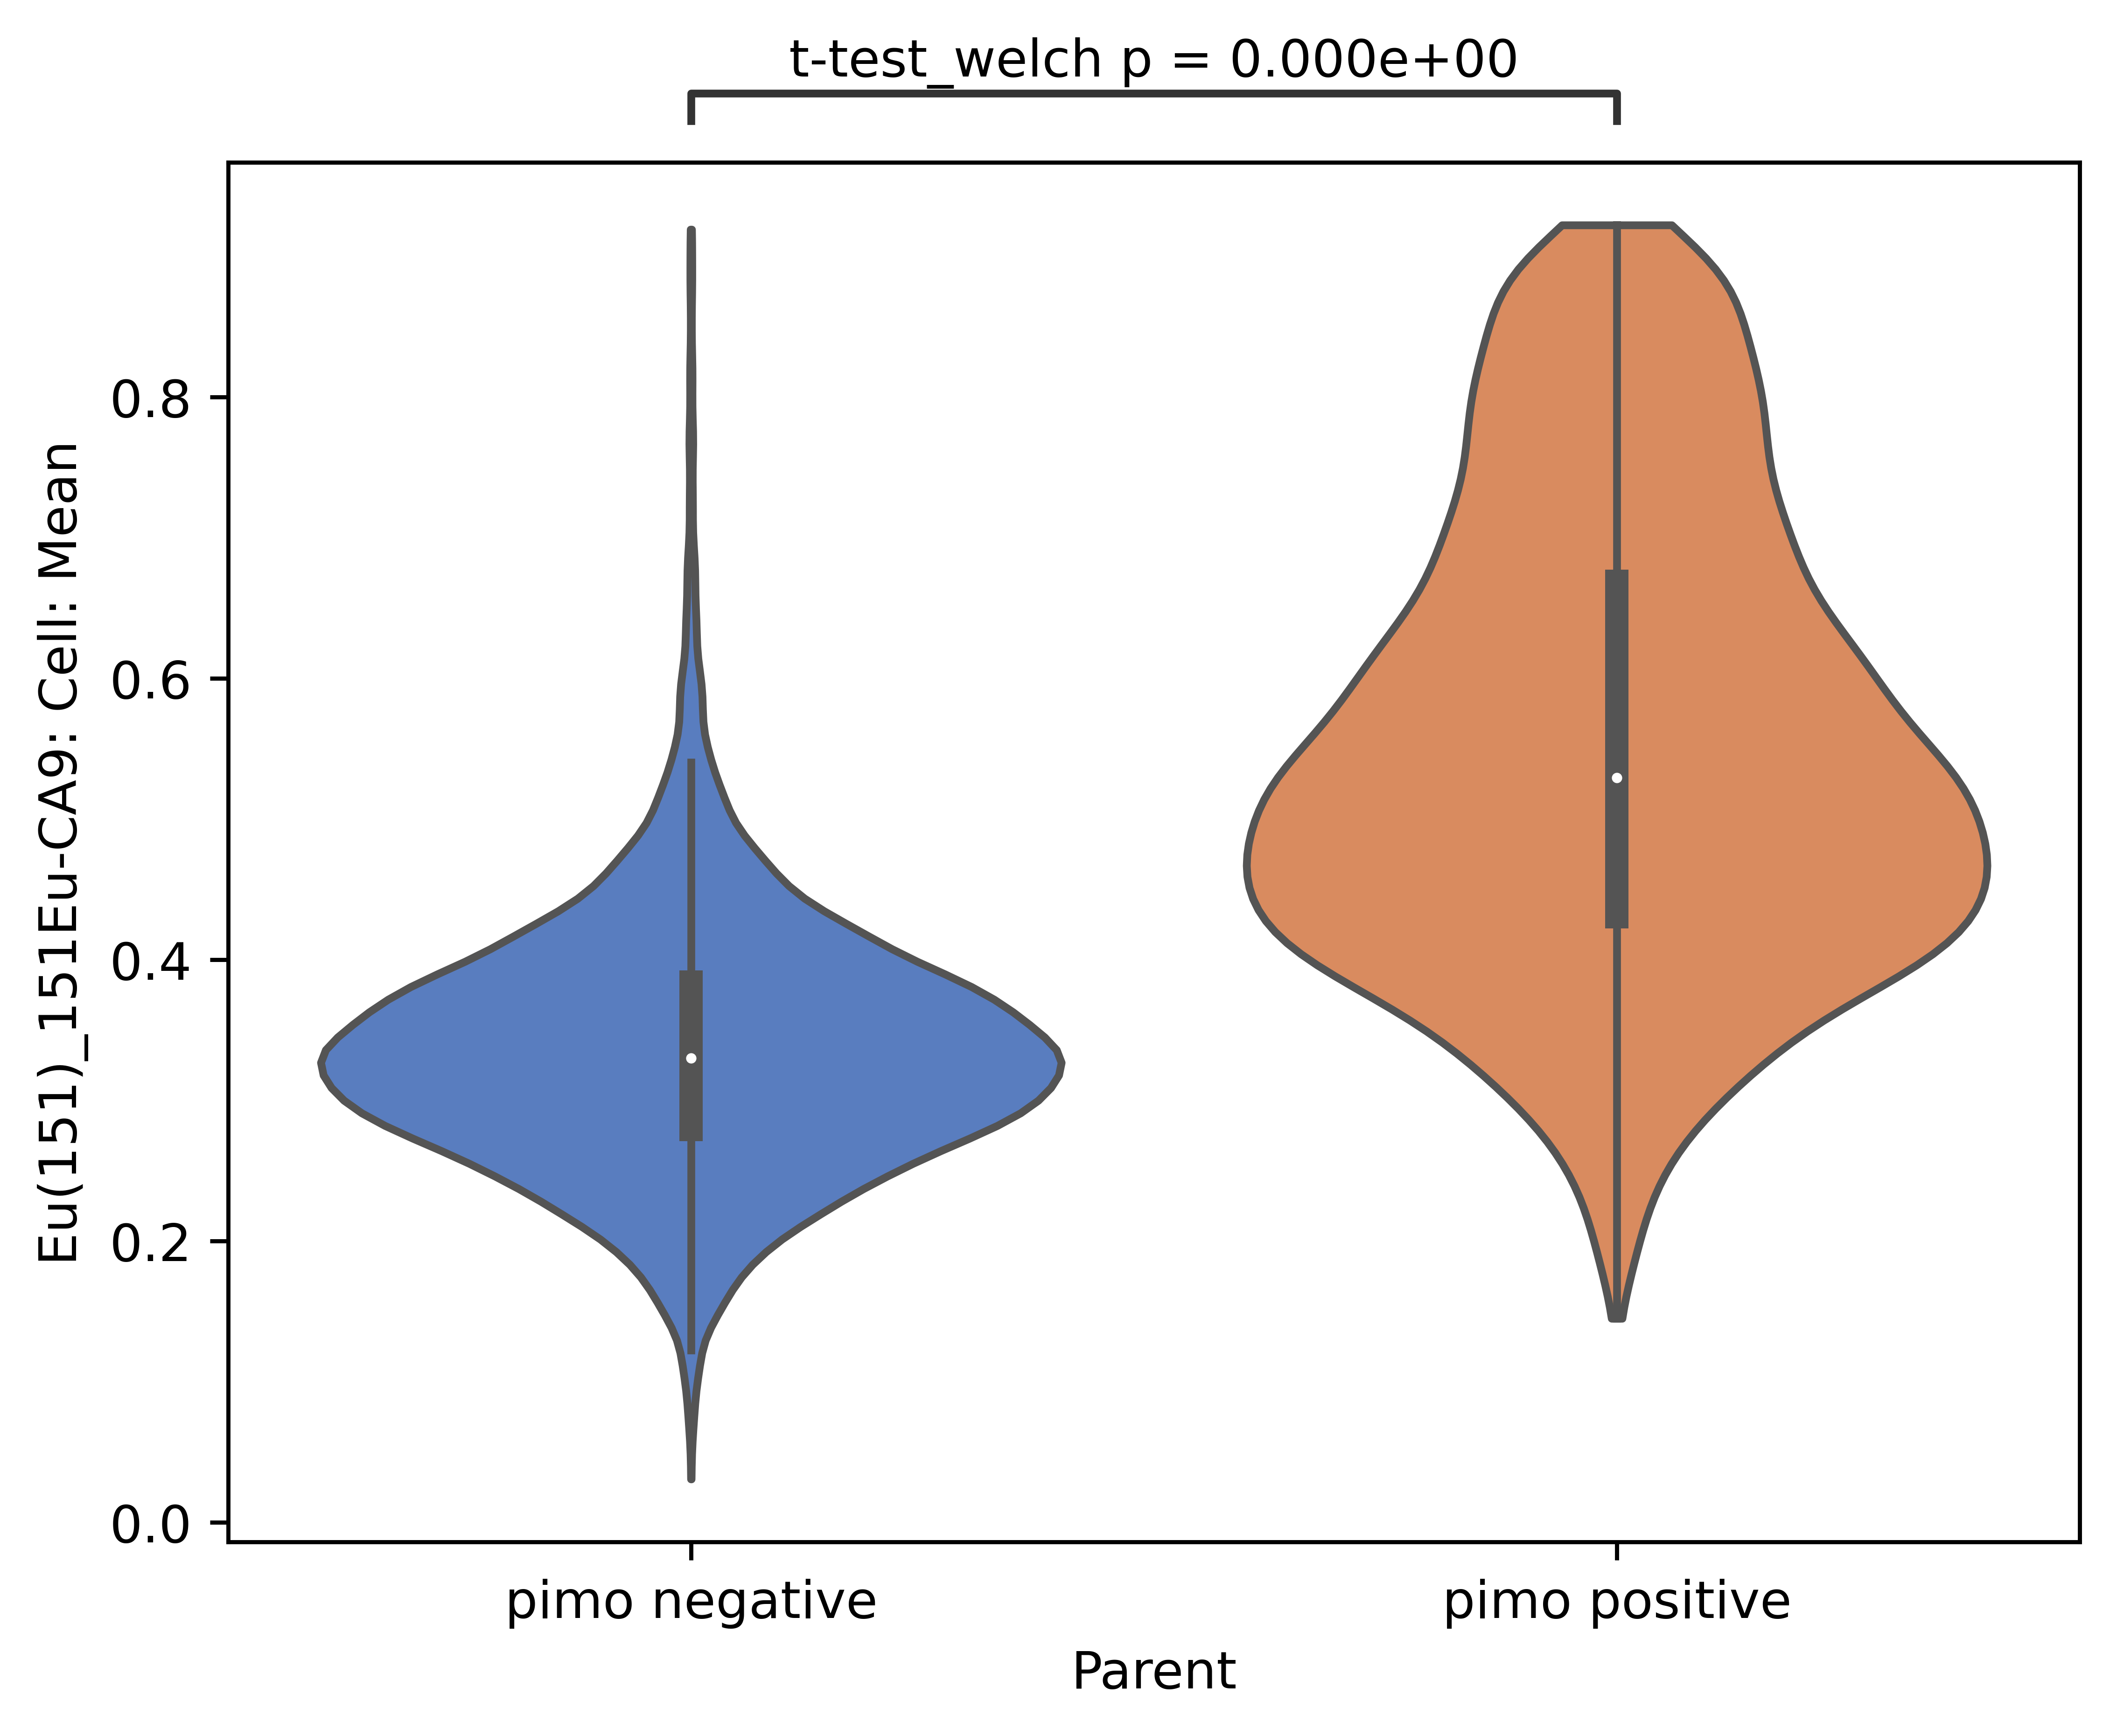 t-test_welch p = 0.000e+00
Eu(151)_151Eu-CA9: Cell: Mean
0.8
0.6
0.4
0.2
0.0
pimo negative
pimo positive
Parent